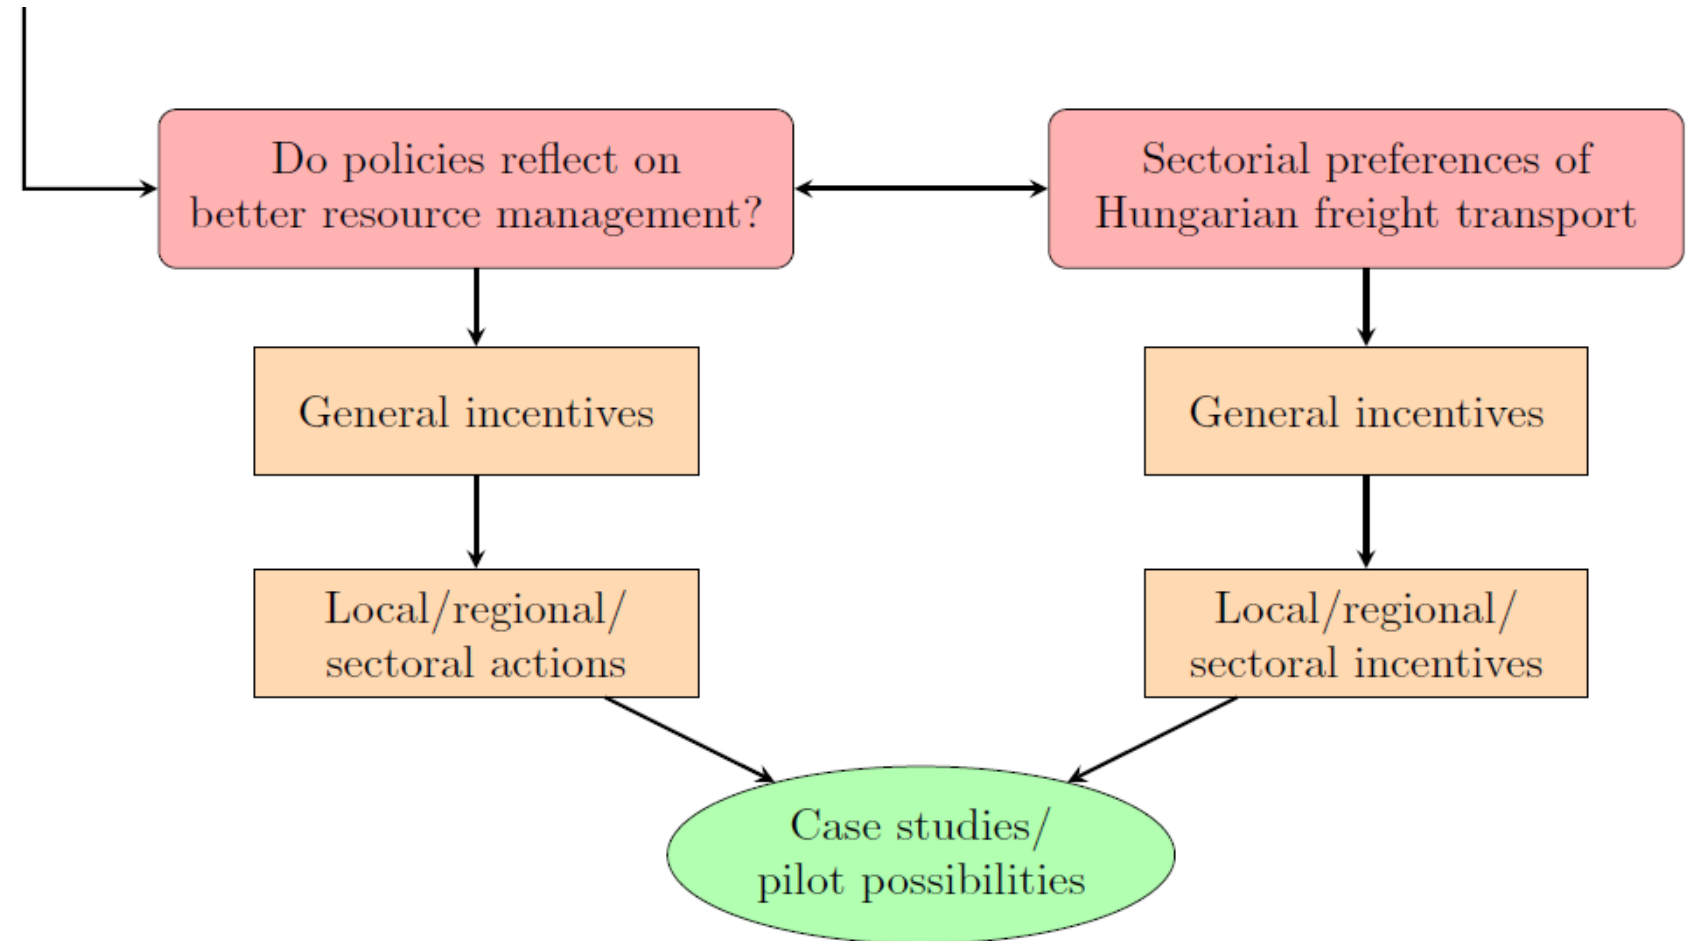 Do policies reflect on
better resource management?
Sectorial preferences of
Hungarian freight transport
General incentives
General incentives
Local/regional/
sectoral actions
Local/regional/
sectoral incentives
Case studies/
pilot possibilities